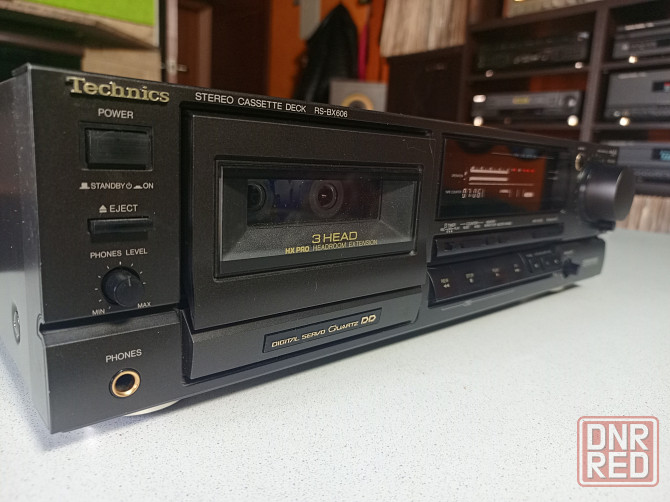 Technics
STEREO CASSETTE DECK RS-BX606
POWER
STANDBY ON
EJECT
PHONES LEVEL
MIN MAX
PHONES
3 HEAD
HX PRO HEADROOM EXTENSION
DIGITAL SERVO QUARTZ DD
DNR
RED